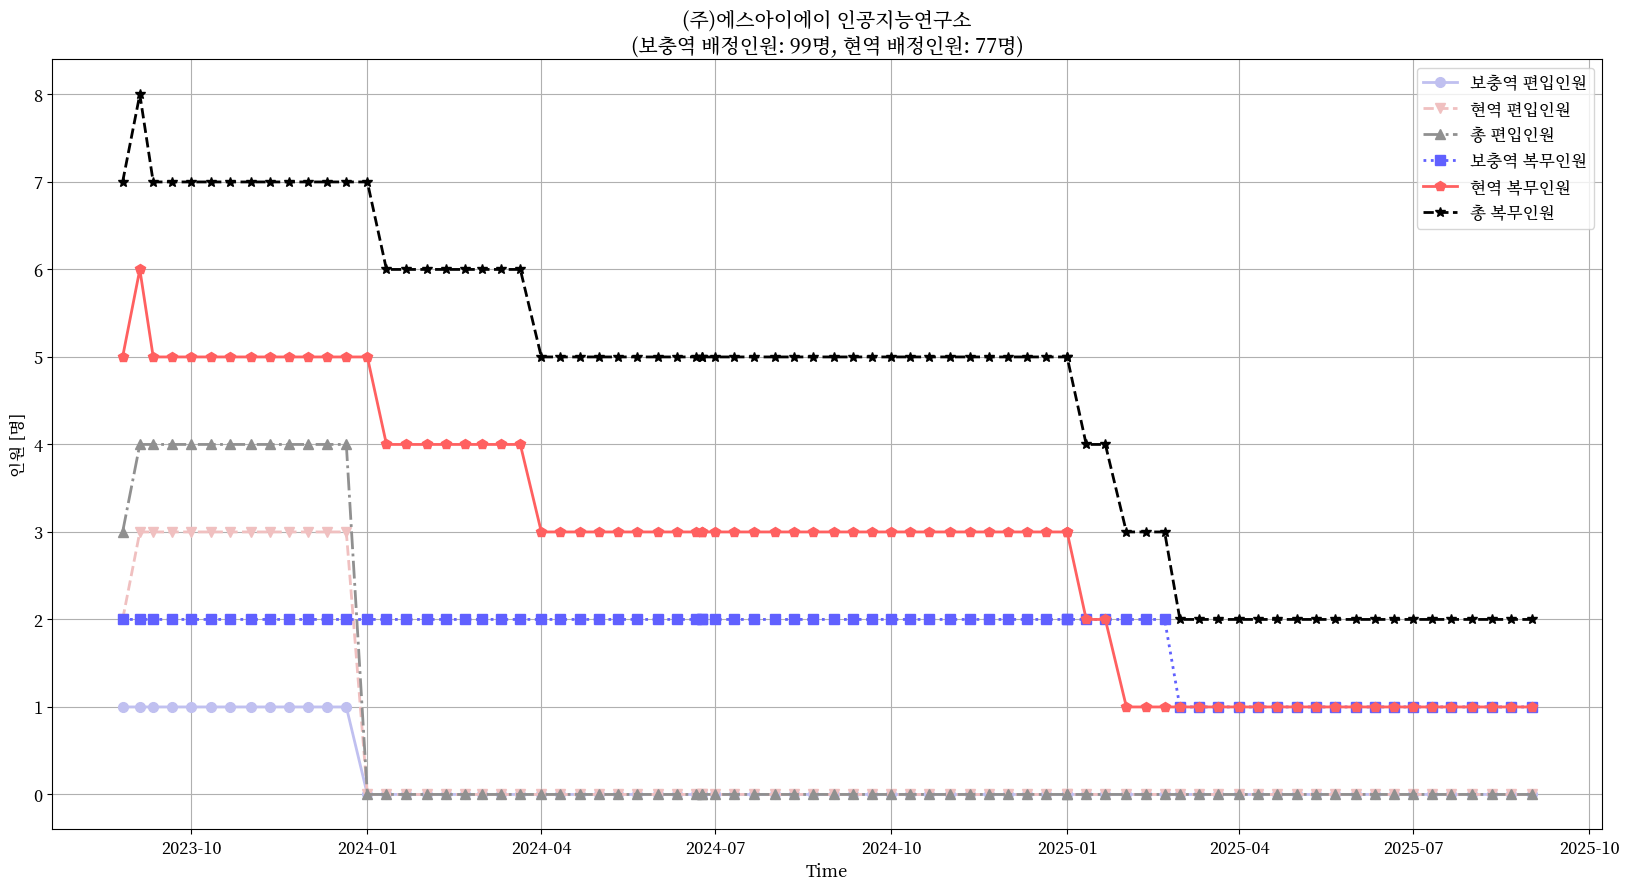 (주)에스아이에이 인공지능연구소
(보충역 배정인원: 99명, 현역 배정인원: 77명)
보충역 편입인원
현역 편입인원
총 편입인원
보충역 복무인원
현역 복무인원
총 복무인원
인원 [명]
8
7
6
5
4
3
2
1
0
2023-10
2024-01
2024-04
2024-07
2024-10
2025-01
2025-04
2025-07
2025-10
Time